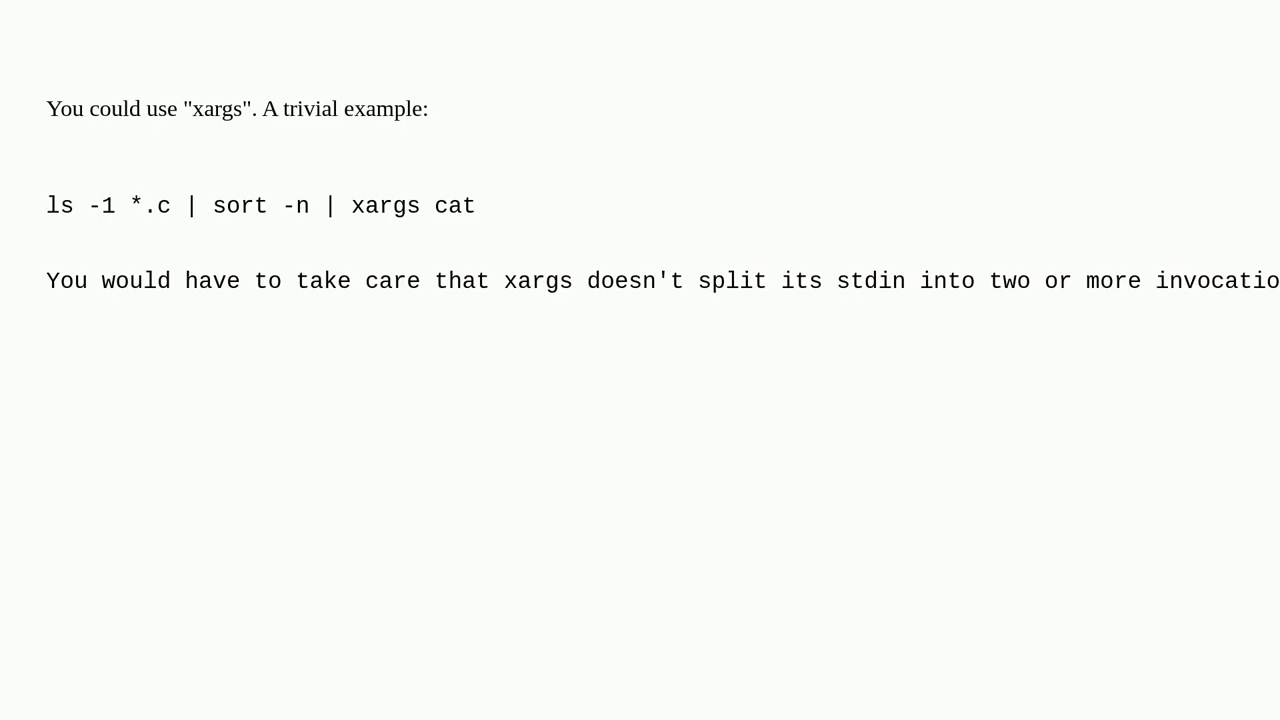 You could use "xargs". A trivial example:
ls -1 *.c | sort -n | xargs cat
You would have to take care that xargs doesn't split its stdin into two or more invocatio